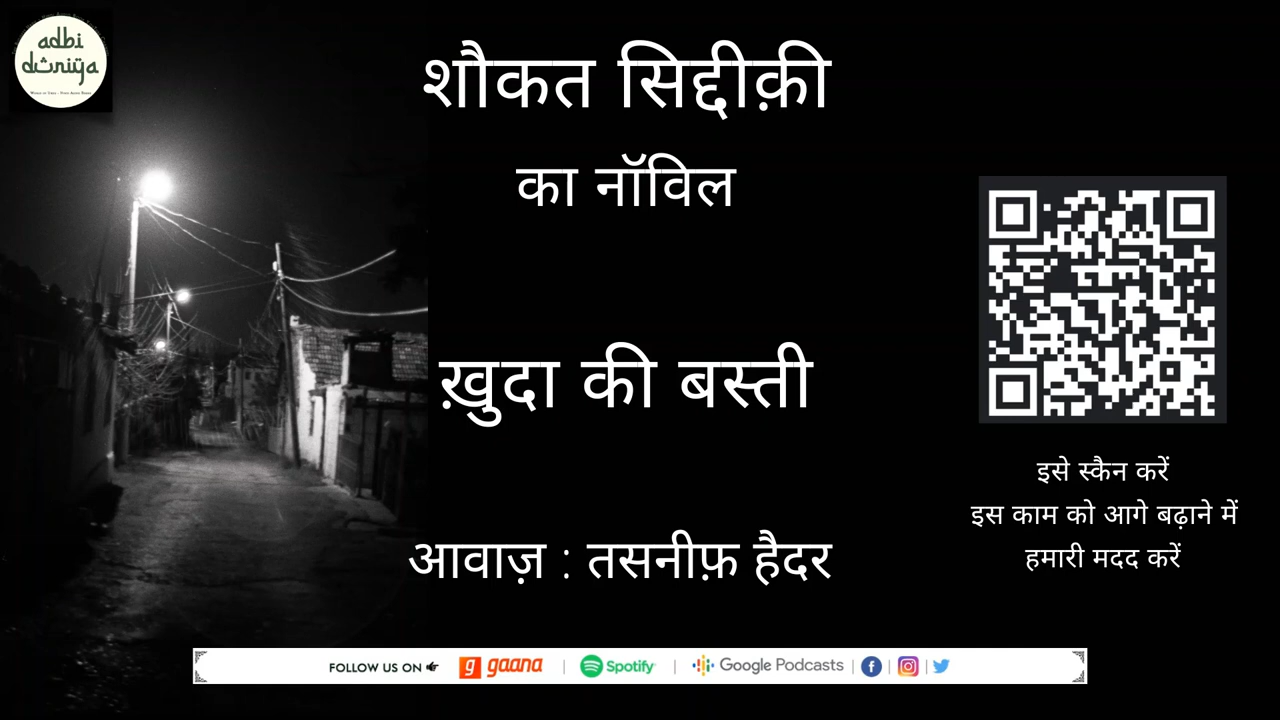 adbi
duniya
शौकत सिद्दीक़ी
का नॉविल
ख़ुदा की बस्ती
आवाज़ : तसनीफ़ हैदर
इसे स्कैन करें
इस काम को आगे बढ़ाने में
हमारी मदद करें
FOLLOW US ON gaana | Spotify | Google Podcasts | | |